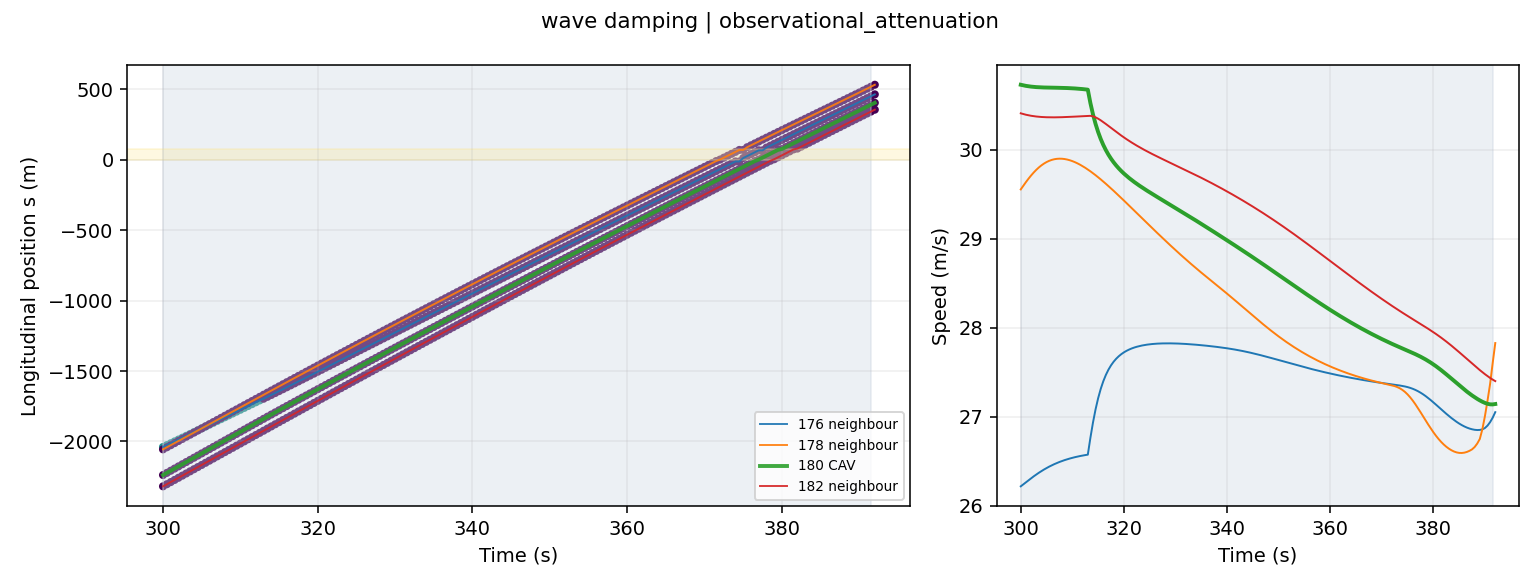 wave damping | observational_attenuation
Longitudinal position s (m)
500
0
−500
−1000
−1500
−2000
300
320
340
360
380
Time (s)
176 neighbour
178 neighbour
180 CAV
182 neighbour
Speed (m/s)
30
29
28
27
26
300
320
340
360
380
Time (s)